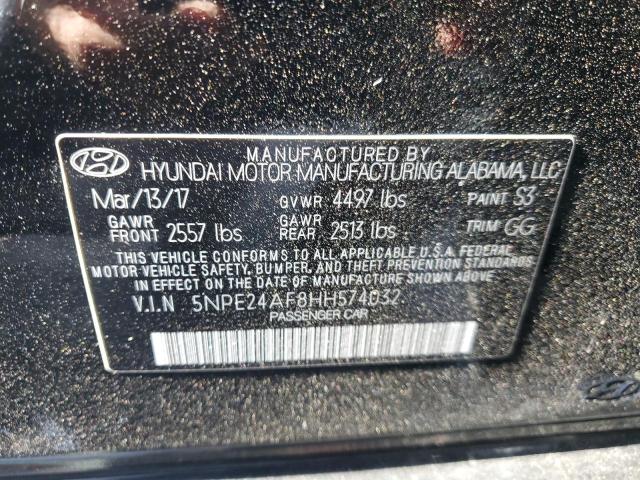 MANUFACTURED BY
HYUNDAI MOTOR MANUFACTURING ALABAMA, LLC
Mar/13/17 GVWR 4497 lbs PAINT S3
GAWR FRONT 2557 lbs GAWR REAR 2513 lbs TRIM GG
THIS VEHICLE CONFORMS TO ALL APPLICABLE U.S.A. FEDERAL
MOTOR VEHICLE SAFETY, BUMPER, AND THEFT PREVENTION STANDARDS
IN EFFECT ON THE DATE OF MANUFACTURE SHOWN ABOVE.
V.I.N 5NPE24AF8HH574032
PASSENGER CAR